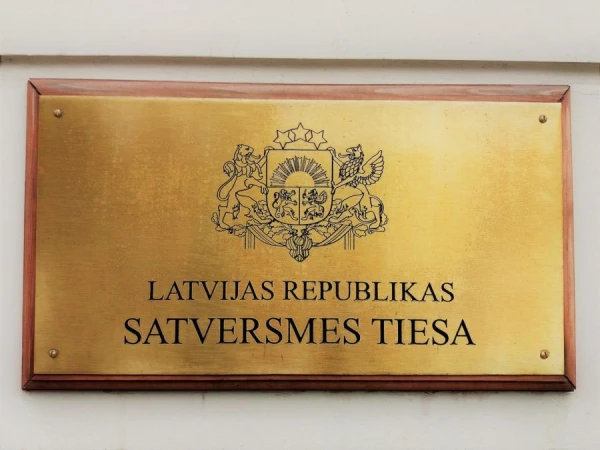 LATVIJAS REPUBLIKAS
SATVERSMES TIESA